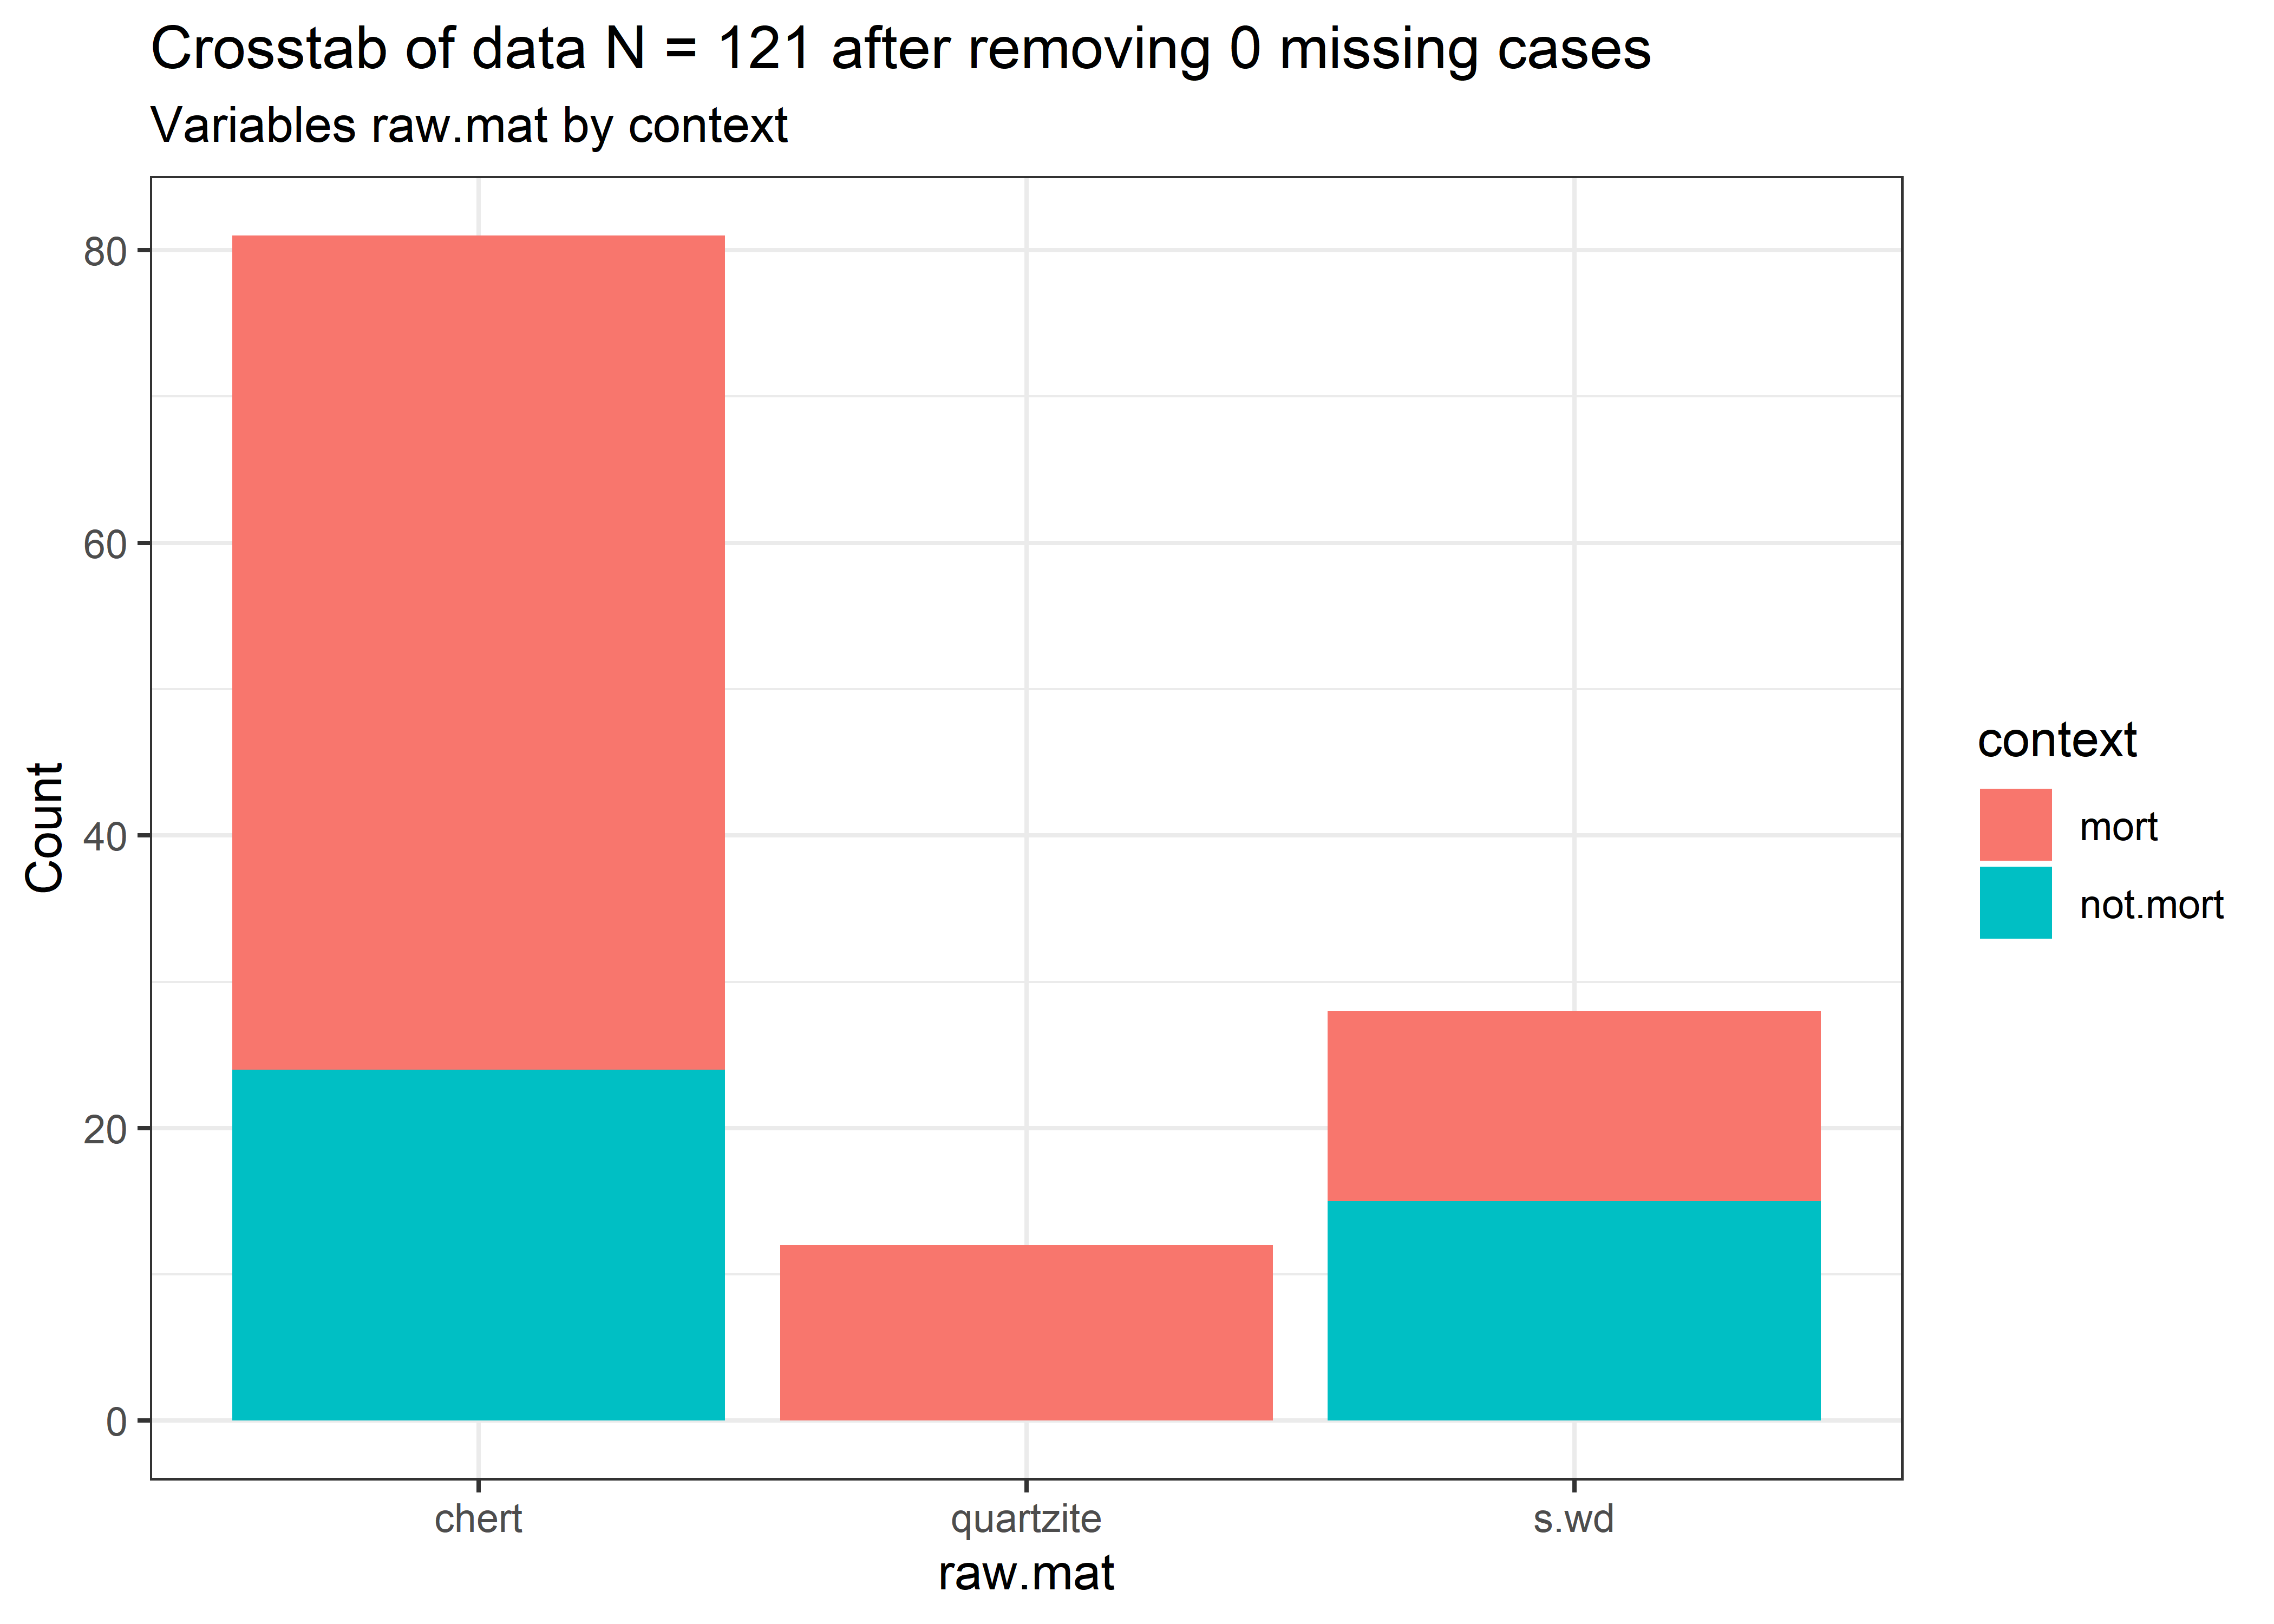 Crosstab of data N = 121 after removing 0 missing cases
Variables raw.mat by context
80
60
40
20
0
Count
chert quartzite s.wd
raw.mat
context
mort
not.mort